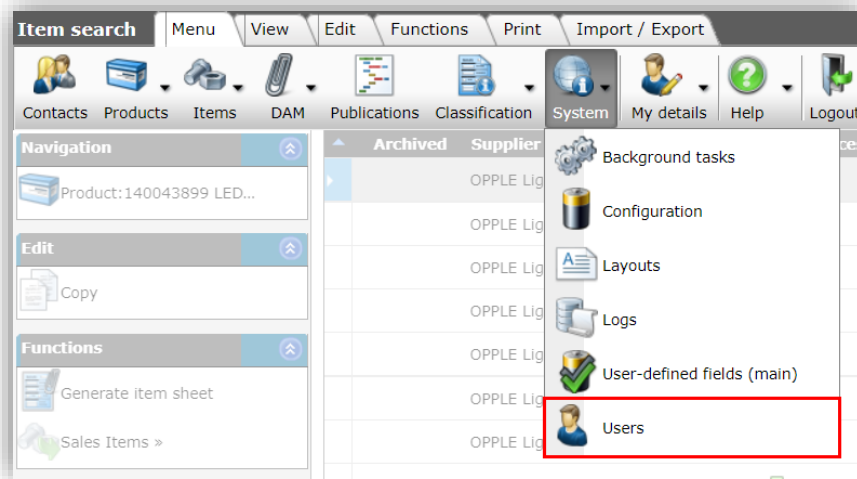 Item search Menu View Edit Functions Print Import / Export
Contacts Products Items DAM Publications Classification System My details Help Logout
Navigation
Product:140043899 LED...
Edit
Copy
Functions
Generate item sheet
Sales Items »
Archived Supplier
OPPLE Lig
OPPLE Lig
OPPLE Lig
OPPLE Lig
OPPLE Lig
OPPLE Lig
OPPLE Lig
Background tasks
Configuration
Layouts
Logs
User-defined fields (main)
Users